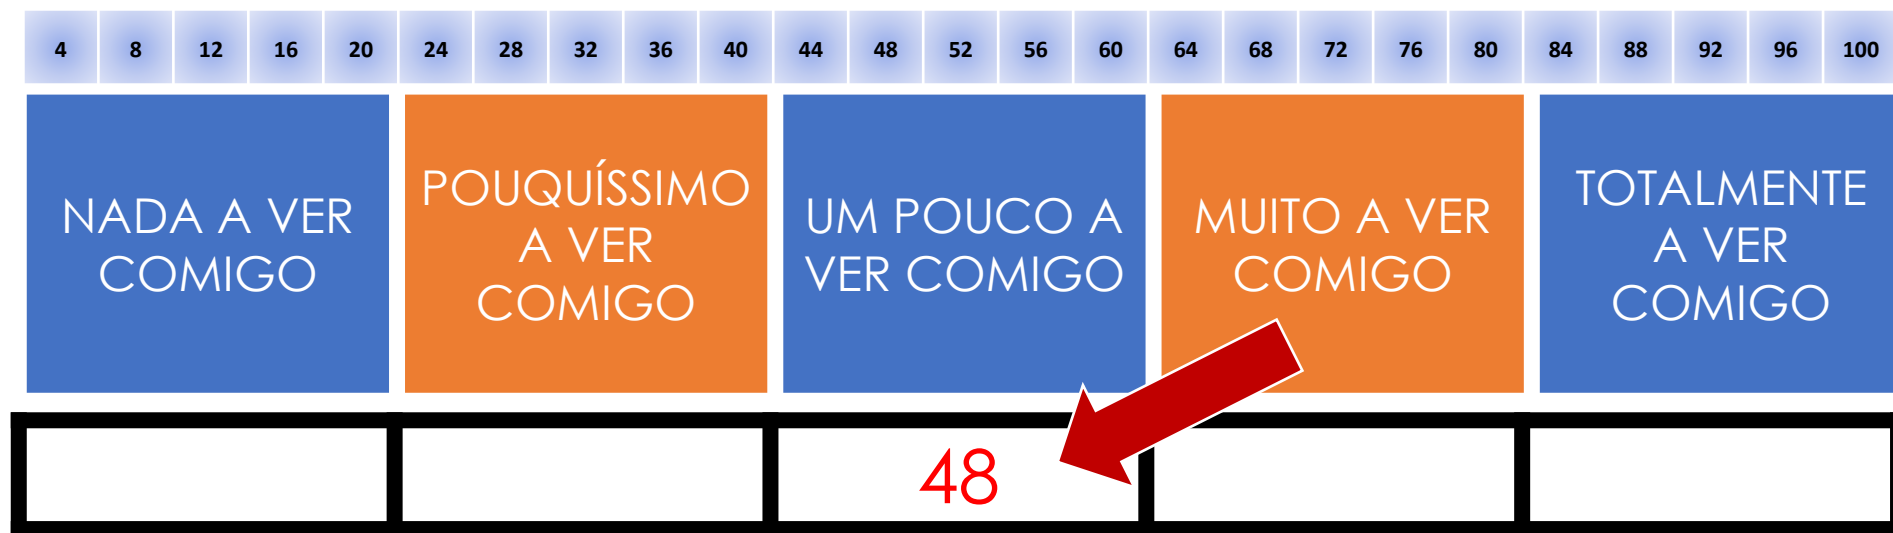 4 8 12 16 20 24 28 32 36 40 44 48 52 56 60 64 68 72 76 80 84 88 92 96 100
NADA A VER
COMIGO
POUQUÍSSIMO
A VER
COMIGO
UM POUCO A
VER COMIGO
MUITO A VER
COMIGO
TOTALMENTE
A VER
COMIGO
48